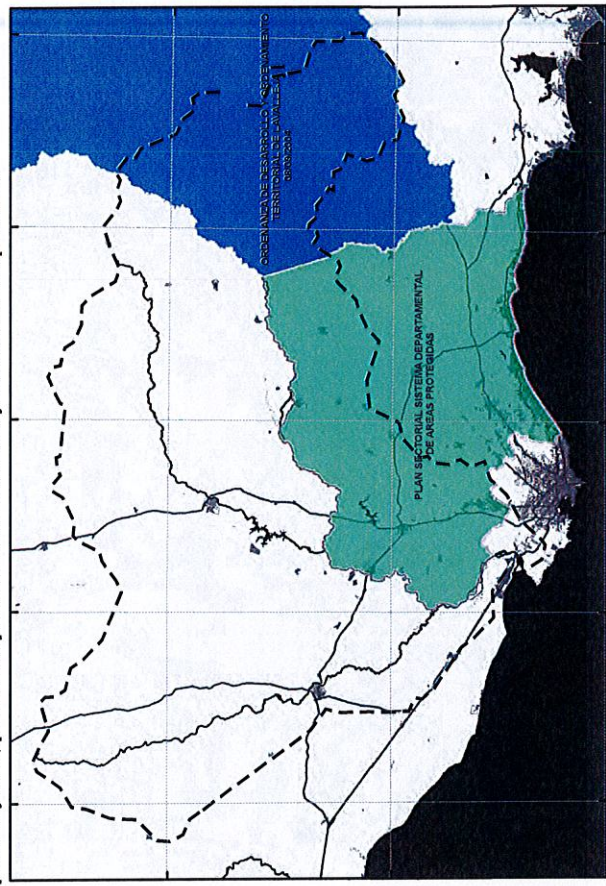 ORDENANZA DE DESARROLLO Y ORDENAMIENTO
TERRITORIAL DE LAVALLEJA
PLAN SECTORIAL SISTEMA DEPARTAMENTAL
DE AREAS PROTEGIDAS